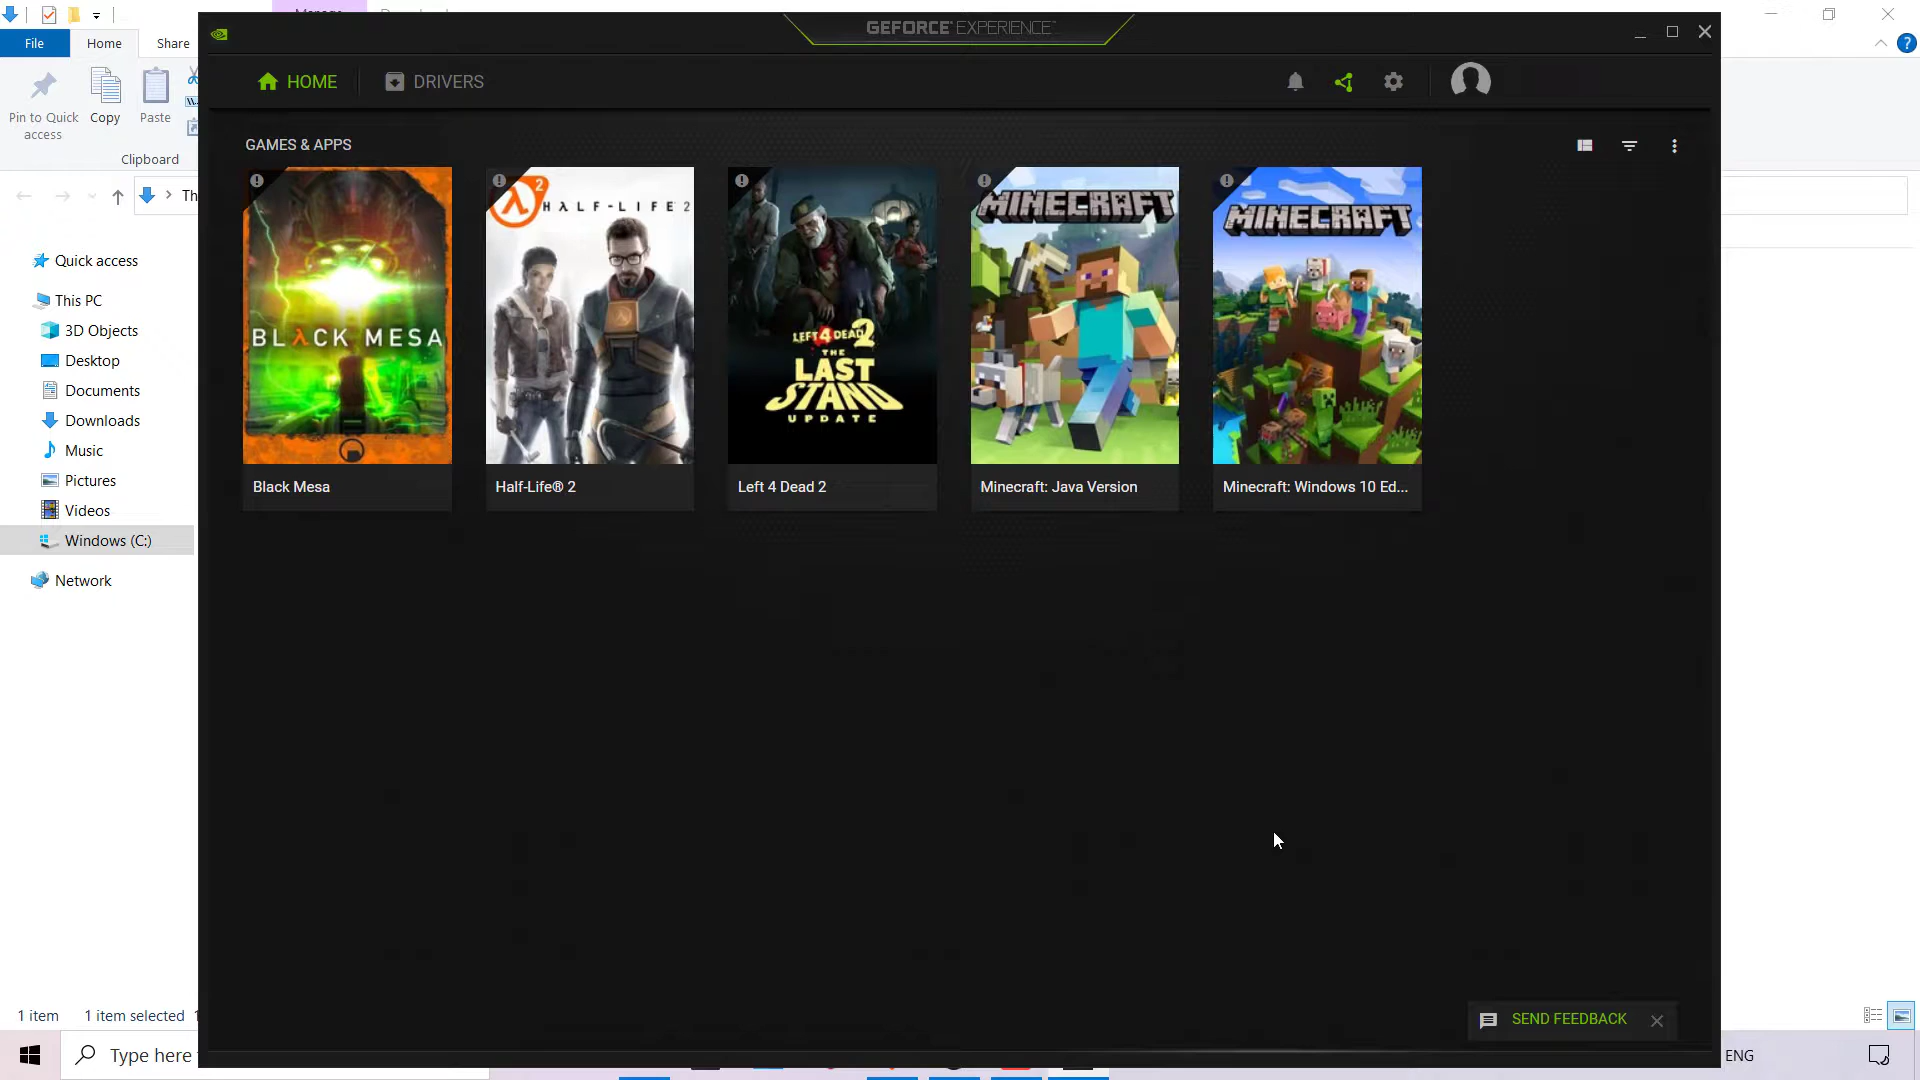 GEFORCE EXPERIENCE
File
Home
Share
HOME
DRIVERS
Pin to Quick access
Copy
Paste
Clipboard
Th
GAMES & APPS
BLACK MESA
HALF-LIFE 2
LEFT 4 DEAD 2
THE
LAST
STAND
UPDATE
MINECRAFT
MINECRAFT
Black Mesa
Half-Life® 2
Left 4 Dead 2
Minecraft: Java Version
Minecraft: Windows 10 Ed...
Quick access
This PC
3D Objects
Desktop
Documents
Downloads
Music
Pictures
Videos
Windows (C:)
Network
1 item
1 item selected
SEND FEEDBACK
Type here
ENG